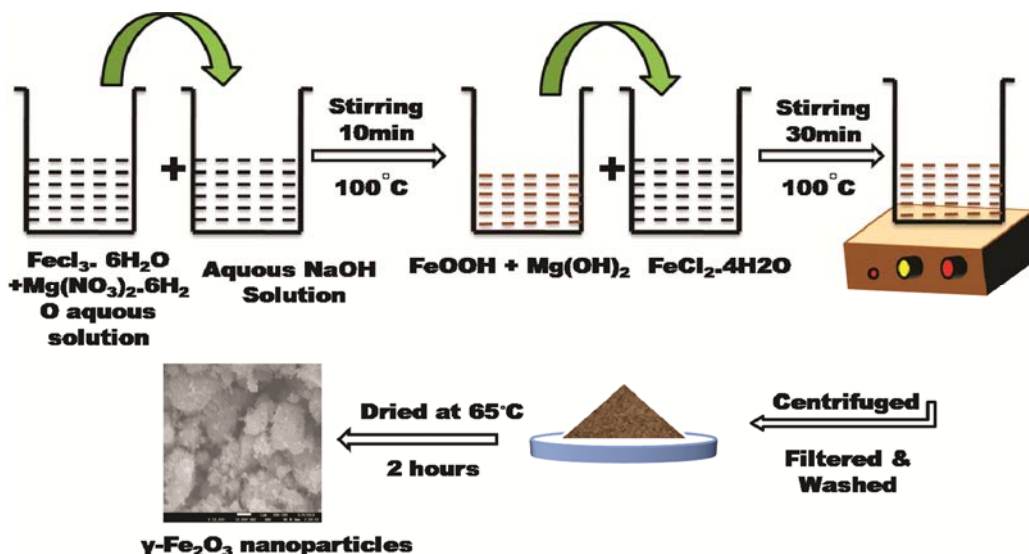 Stirring
10min
100°C
Stirring
30min
100°C
+
+
Fecl₃. 6H₂O
+Mg(NO₃)₂.6H₂
O aquous
solution
Aquous NaOH
Solution
FeOOH + Mg(OH)₂
FeCl₂.4H2O
Dried at 65°C
2 hours
Centrifuged
Filtered &
Washed
γ-Fe₂O₃ nanoparticles